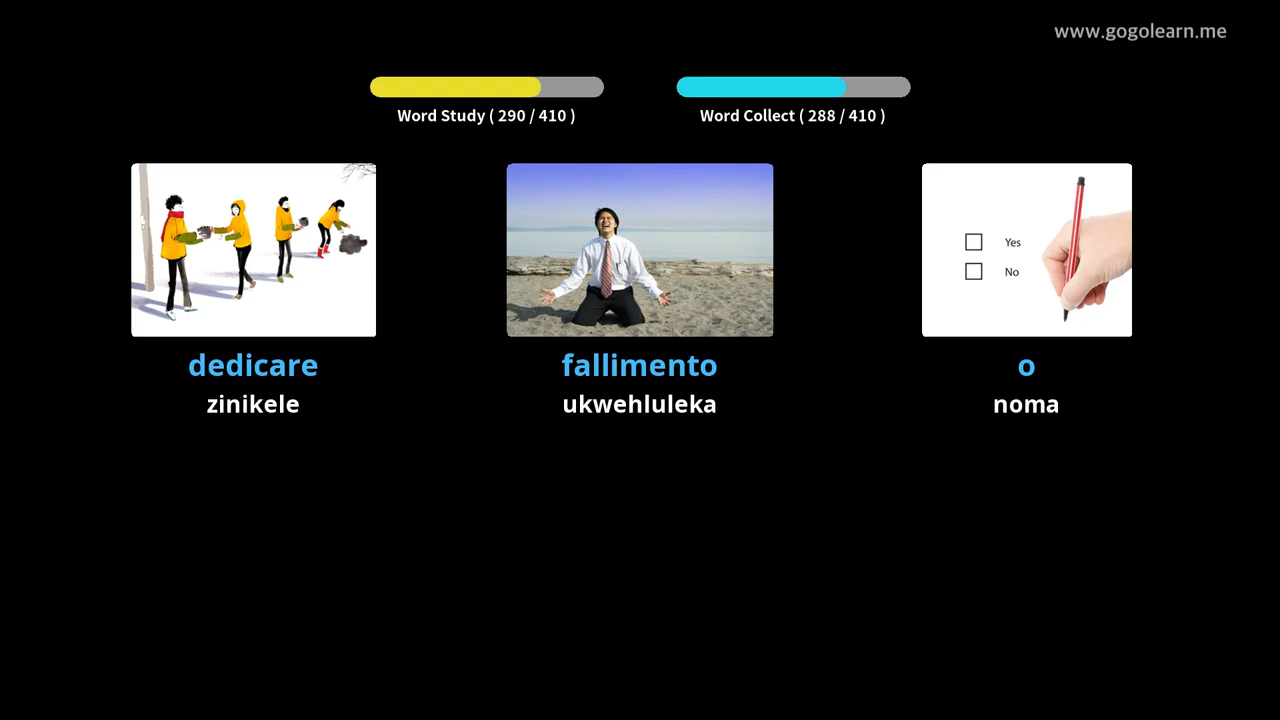 www.gogolearn.me
Word Study ( 290 / 410 )
Word Collect ( 288 / 410 )
Yes
No
dedicare
fallimento
o
zinikele
ukwehluleka
noma